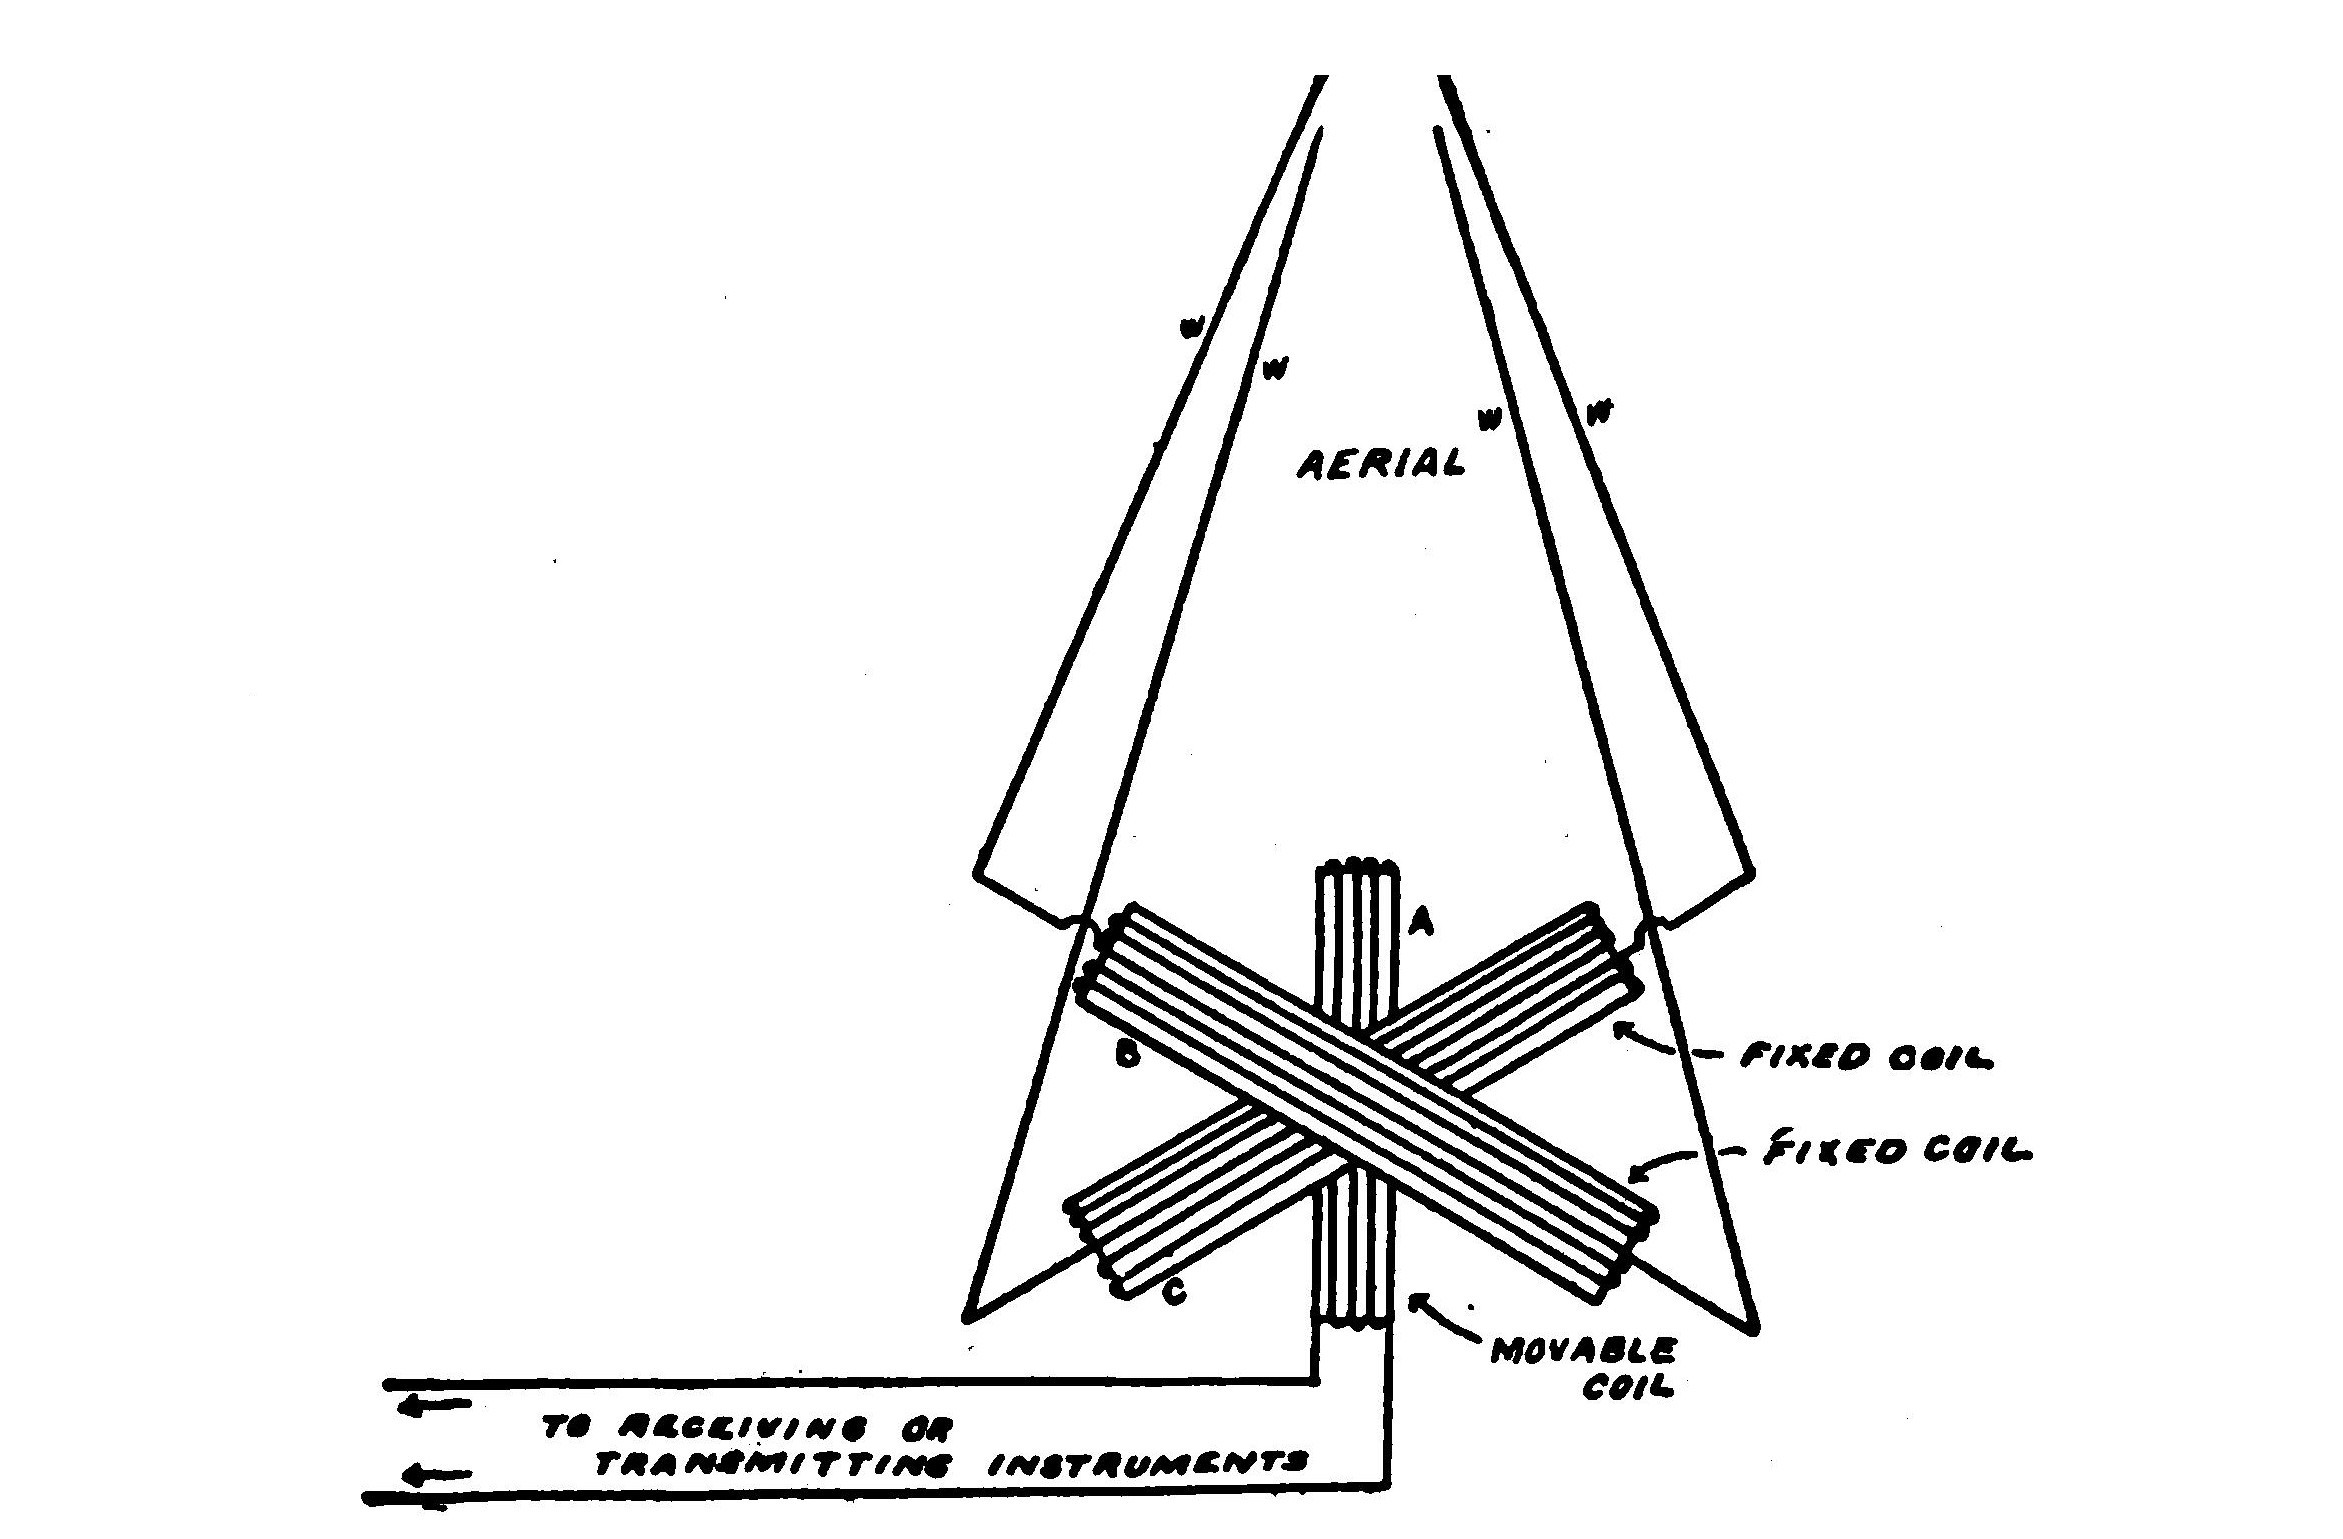 W
W
W
W
AERIAL
A
B
FIXED COIL
FIXED COIL
C
MOVABLE
COIL
TO RECEIVING OR
TRANSMITTING INSTRUMENTS